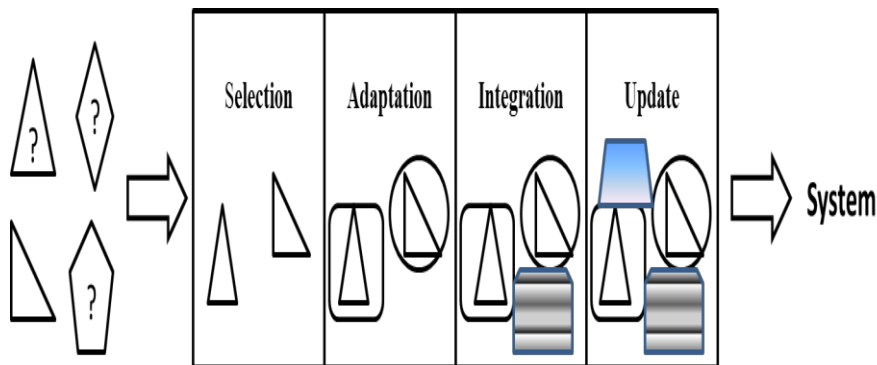 ?
?
?
Selection
Adaptation
Integration
Update
System